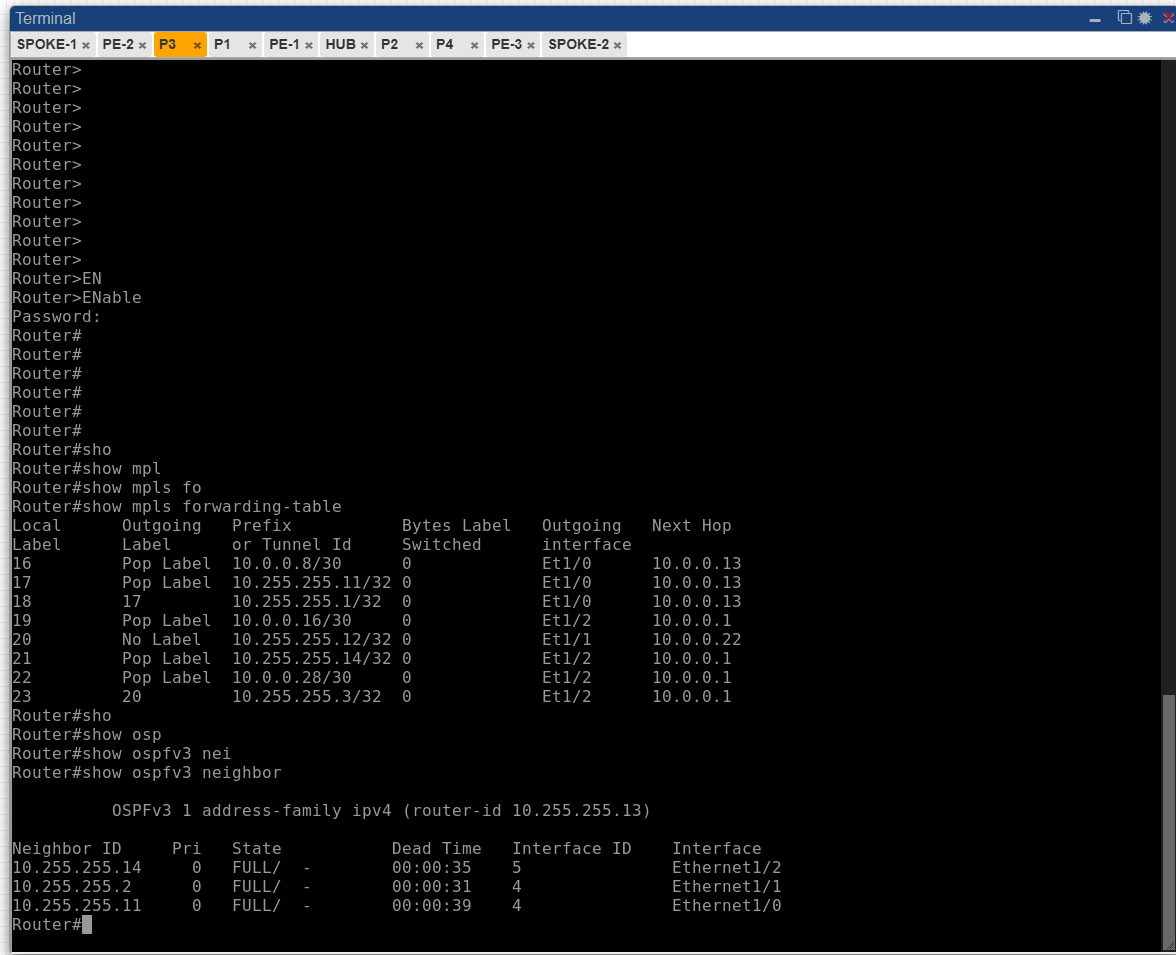 Terminal
SPOKE-1 PE-2 P3 P1 PE-1 HUB P2 P4 PE-3 SPOKE-2
Router>
Router>
Router>
Router>
Router>
Router>
Router>
Router>
Router>
Router>
Router>
Router>EN
Router>ENable
Password:
Router#
Router#
Router#
Router#
Router#
Router#
Router#sho
Router#show mpl
Router#show mpls fo
Router#show mpls forwarding-table
Local      Outgoing   Prefix           Bytes Label   Outgoing   Next Hop
Label      Label      or Tunnel Id     Switched      interface
16         Pop Label  10.0.0.8/30      0             Et1/0      10.0.0.13
17         Pop Label  10.255.255.11/32 0             Et1/0      10.0.0.13
18         17         10.255.255.1/32  0             Et1/0      10.0.0.13
19         Pop Label  10.0.0.16/30     0             Et1/2      10.0.0.1
20         No Label   10.255.255.12/32 0             Et1/1      10.0.0.22
21         Pop Label  10.255.255.14/32 0             Et1/2      10.0.0.1
22         Pop Label  10.0.0.28/30     0             Et1/2      10.0.0.1
23         20         10.255.255.3/32  0             Et1/2      10.0.0.1
Router#sho
Router#show osp
Router#show ospfv3 nei
Router#show ospfv3 neighbor
OSPFv3 1 address-family ipv4 (router-id 10.255.255.13)
Neighbor ID     Pri   State           Dead Time   Interface ID    Interface
10.255.255.14     0   FULL/  -        00:00:35    5               Ethernet1/2
10.255.255.2      0   FULL/  -        00:00:31    4               Ethernet1/1
10.255.255.11     0   FULL/  -        00:00:39    4               Ethernet1/0
Router#